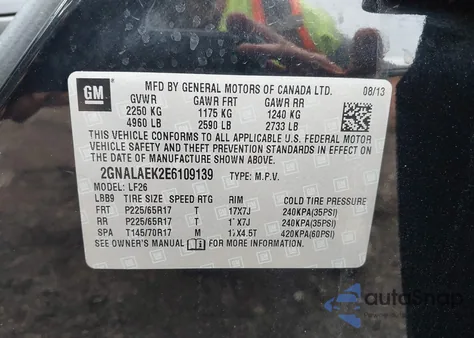 GM
MFD BY GENERAL MOTORS OF CANADA LTD. 08/13
GVWR GAWR FRT GAWR RR
2250 KG 1175 KG 1240 KG
4960 LB 2590 LB 2733 LB
THIS VEHICLE CONFORMS TO ALL APPLICABLE U.S. FEDERAL MOTOR
VEHICLE SAFETY AND THEFT PREVENTION STANDARDS IN EFFECT ON THE
DATE OF MANUFACTURE SHOWN ABOVE.
2GNALAEK2E6109139 TYPE: M.P.V.
MODEL: LF26
LBB9 TIRE SIZE SPEED RTG RIM COLD TIRE PRESSURE
FRT P225/65R17 T 17X7J 240KPA(35PSI)
RR P225/65R17 T 1 X7J 240KPA(35PSI)
SPA T145/70R17 M 17X4.5T 420KPA(60PSI)
SEE OWNER'S MANUAL FOR MORE INFORMATION.
autosnap